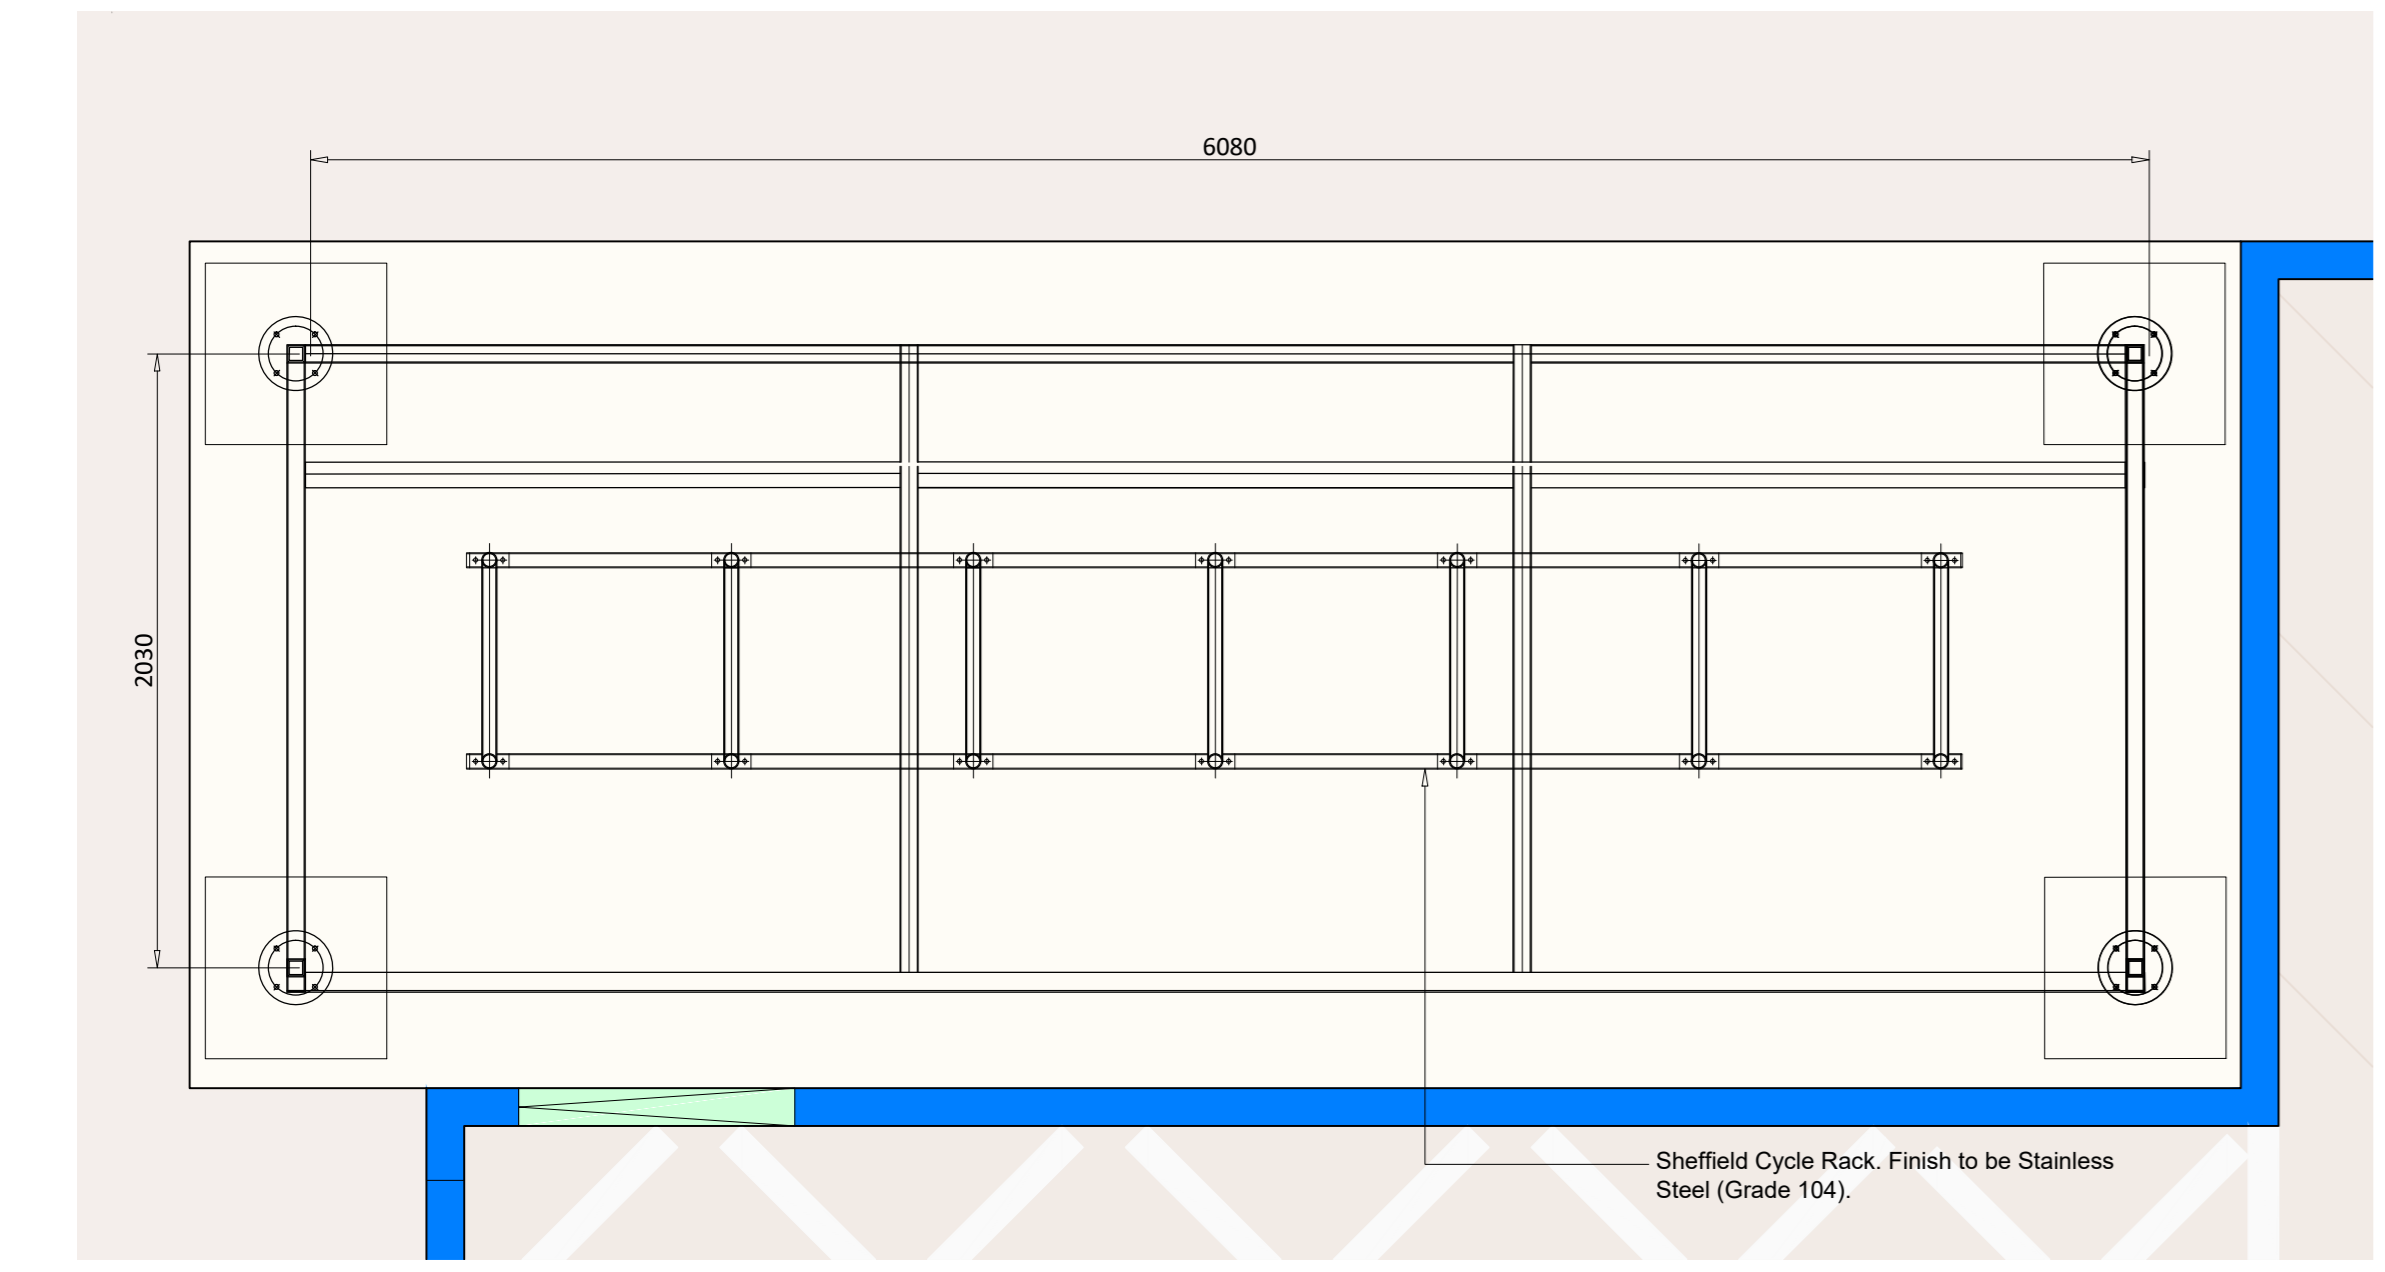 6080
2030
Sheffield Cycle Rack. Finish to be Stainless
Steel (Grade 104).